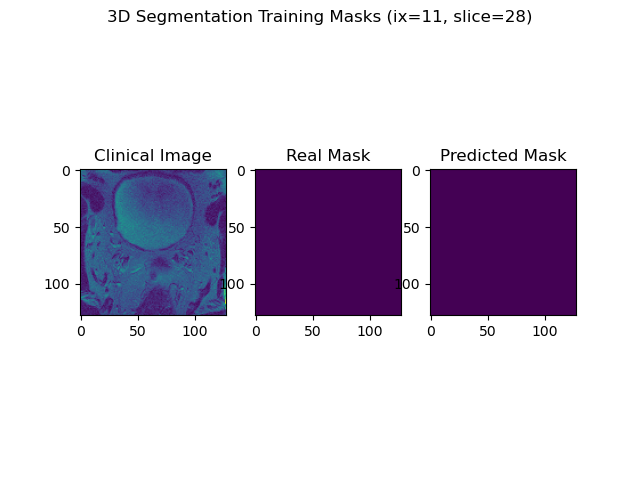 3D Segmentation Training Masks (ix=11, slice=28)
Clinical Image Real Mask Predicted Mask
0 0 0
50 50 50
100 100 100
0 50 100 0 50 100 0 50 100